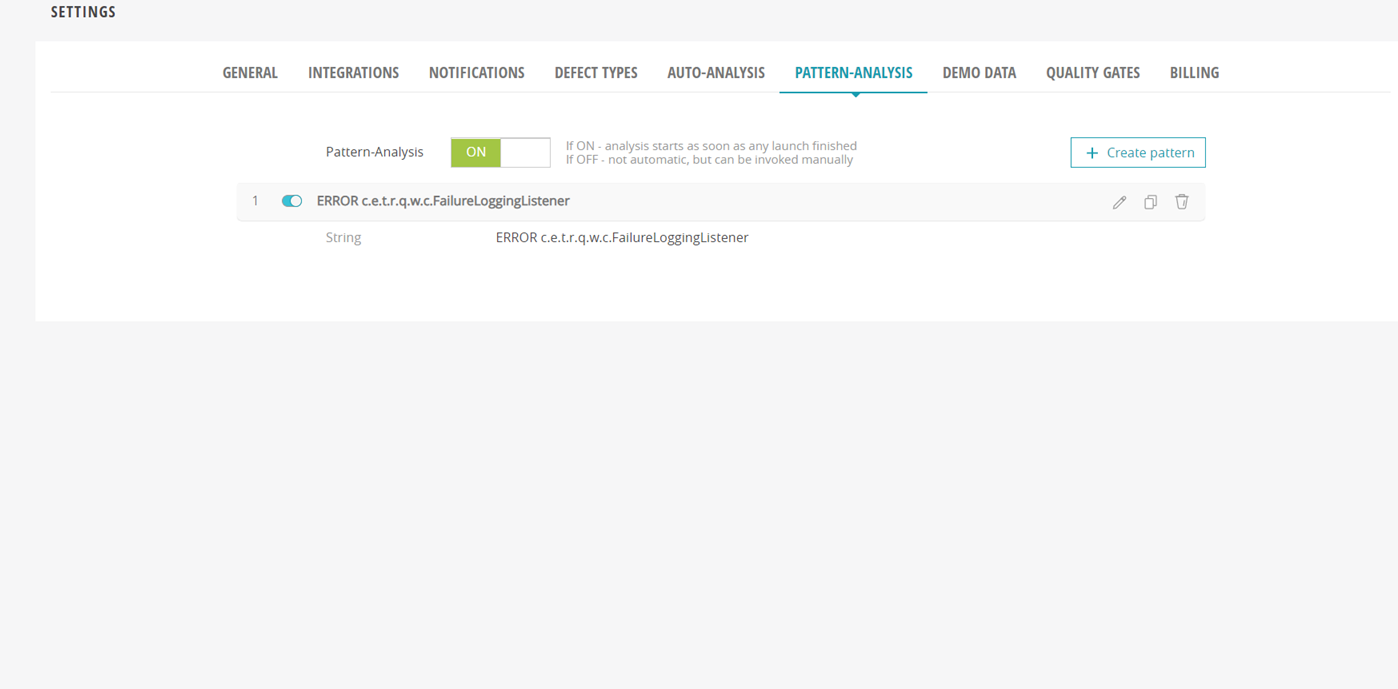 SETTINGS
GENERAL INTEGRATIONS NOTIFICATIONS DEFECT TYPES AUTO-ANALYSIS PATTERN-ANALYSIS DEMO DATA QUALITY GATES BILLING
Pattern-Analysis ON
If ON - analysis starts as soon as any launch finished
If OFF - not automatic, but can be invoked manually
+ Create pattern
1 ERROR c.e.t.r.q.w.c.FailureLoggingListener
String ERROR c.e.t.r.q.w.c.FailureLoggingListener